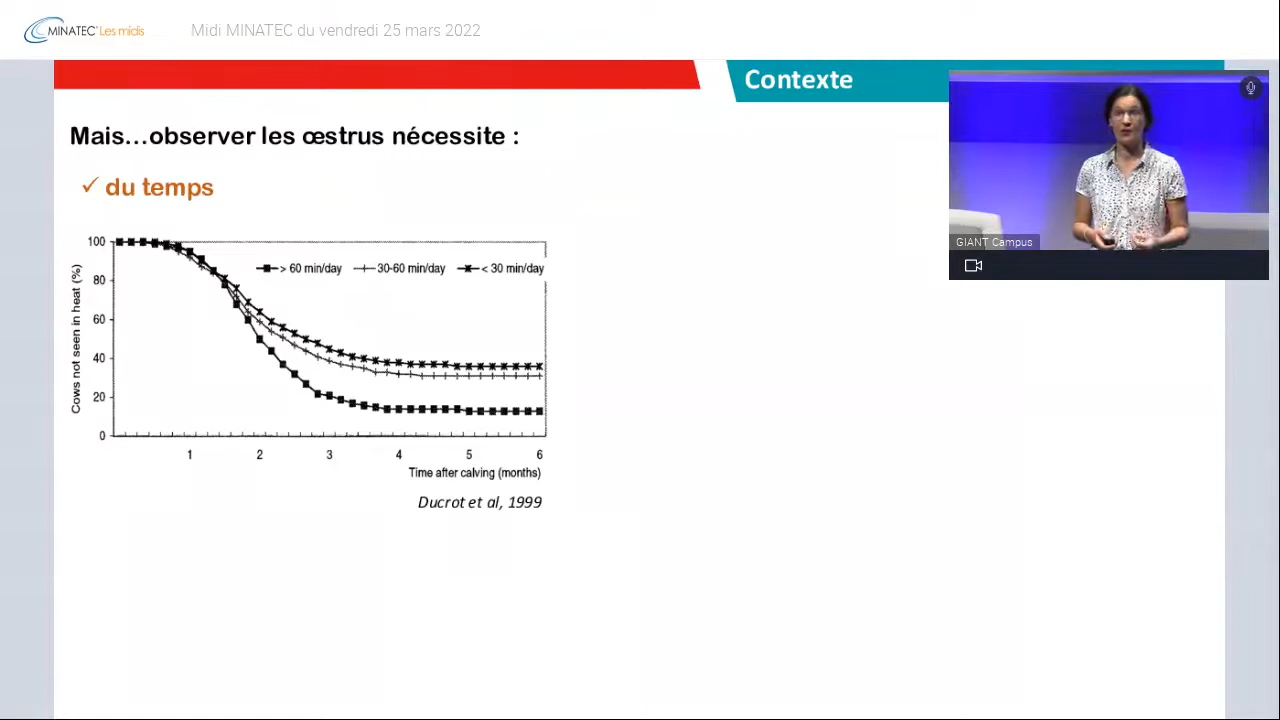 MINATEC Les midis
Midi MINATEC du vendredi 25 mars 2022
Contexte
Mais...observer les œstrus nécessite :
✓ du temps
GIANT Campus
100
80
60
40
20
0
Cows not seen in heat (%)
> 60 min/day
30-60 min/day
< 30 min/day
1 2 3 4 5 6
Time after calving (months)
Ducrot et al, 1999